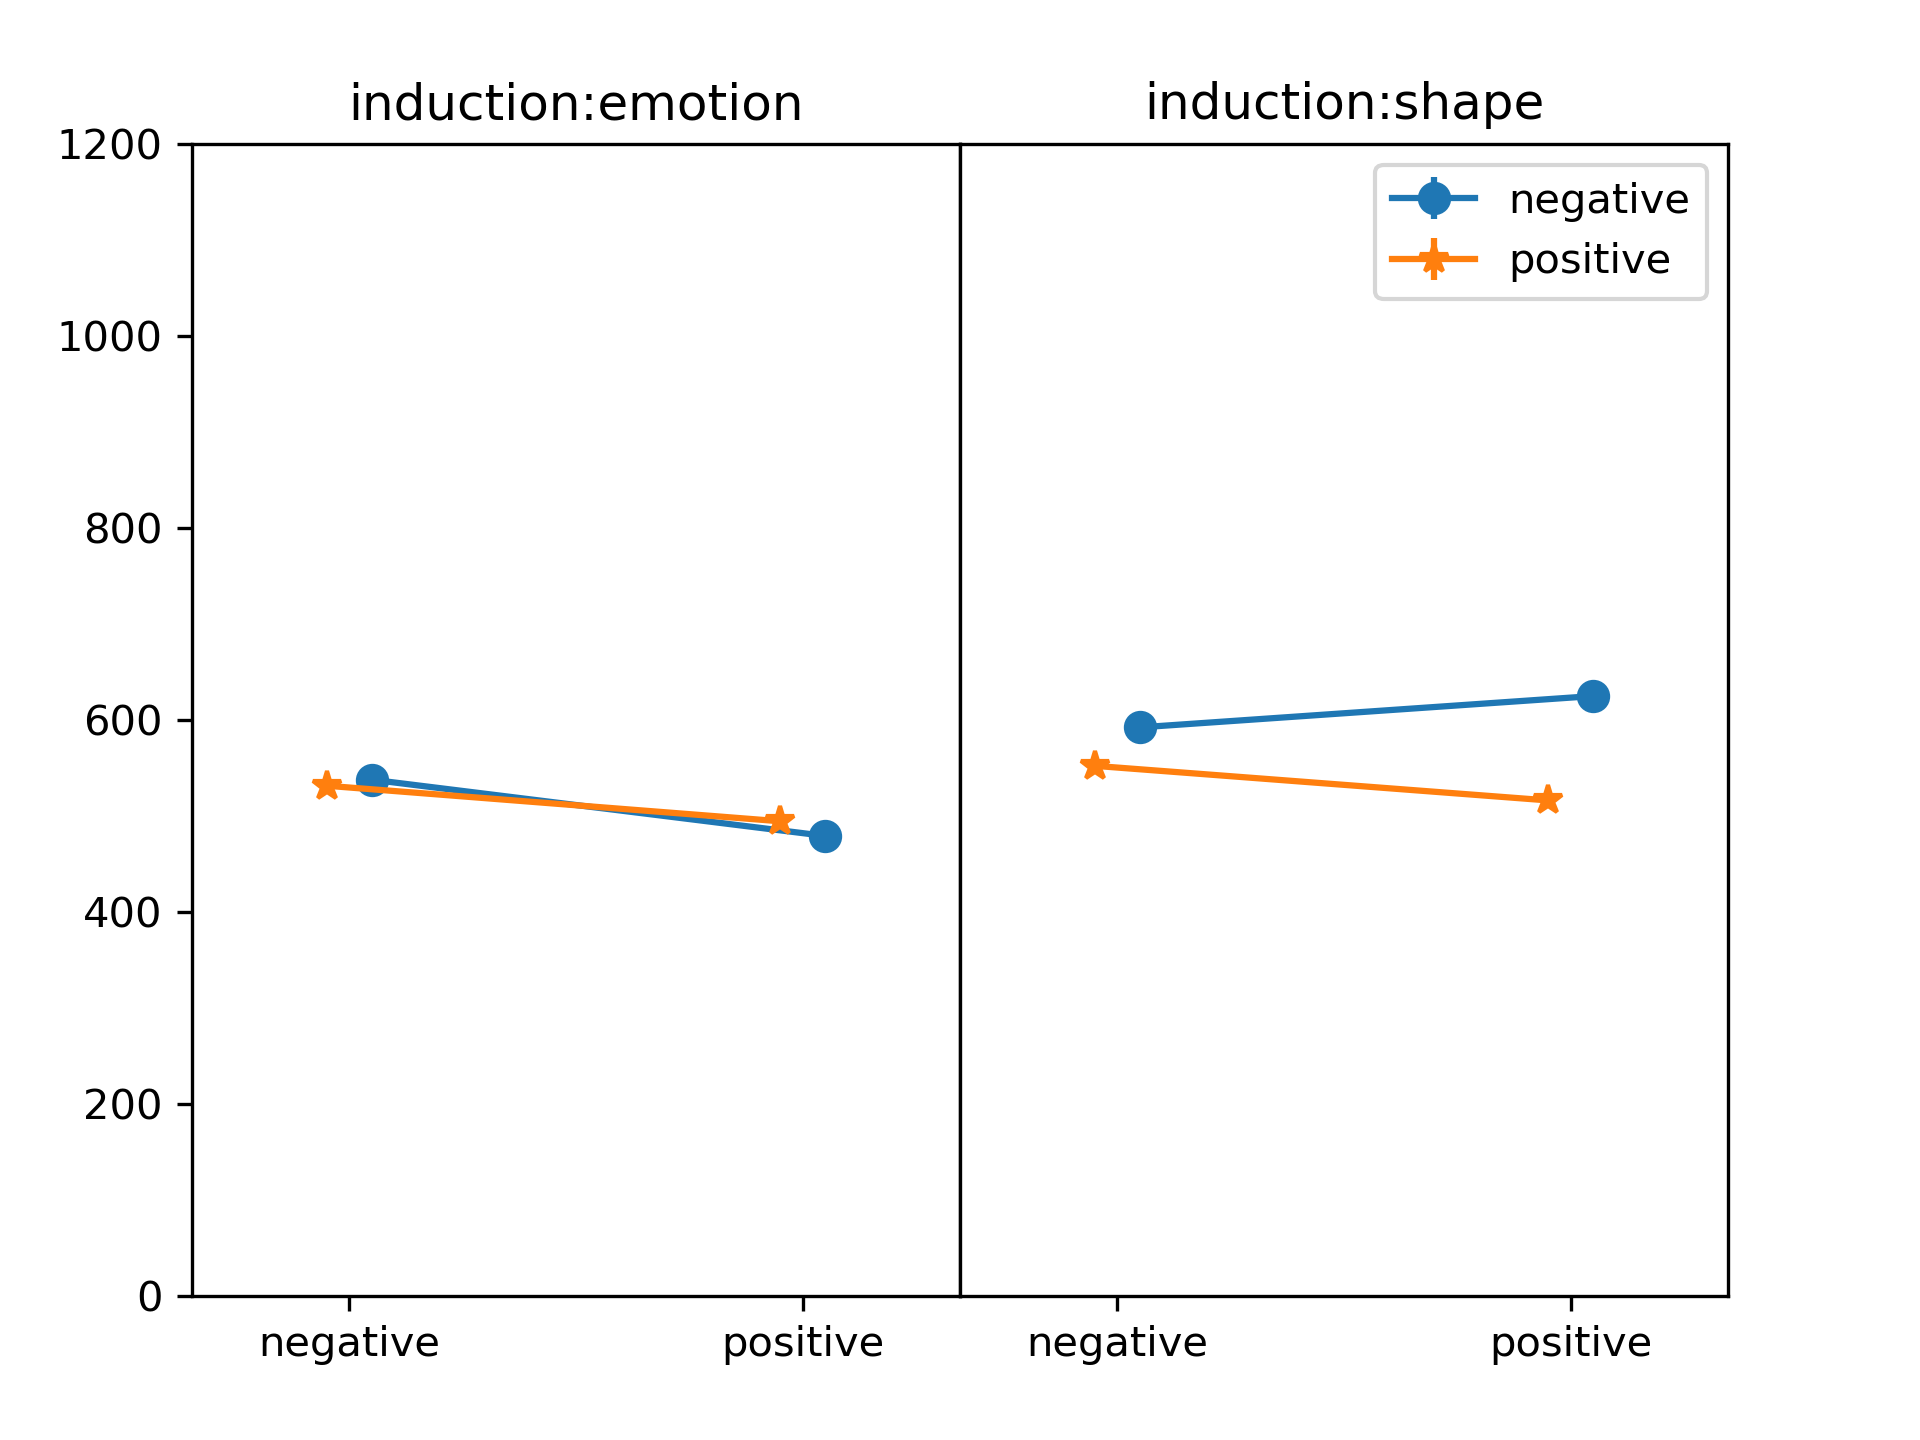 induction:emotion
induction:shape
1200
1000
800
600
400
200
0
negative
positive
negative
positive
negative
positive